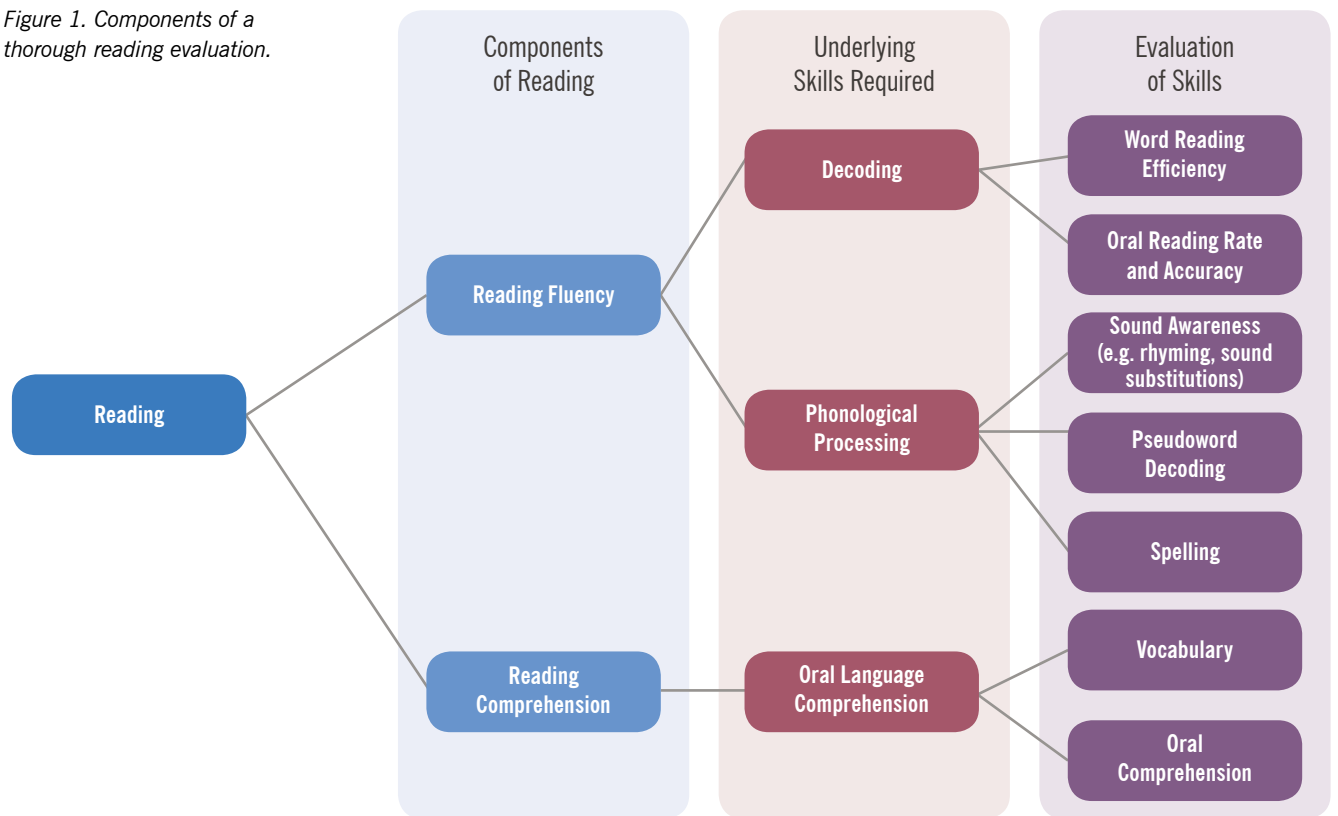 Figure 1. Components of a
thorough reading evaluation.
Components
of Reading
Underlying
Skills Required
Evaluation
of Skills
Reading
Reading Fluency
Reading
Comprehension
Decoding
Phonological
Processing
Oral Language
Comprehension
Word Reading
Efficiency
Oral Reading Rate
and Accuracy
Sound Awareness
(e.g. rhyming, sound
substitutions)
Pseudoword
Decoding
Spelling
Vocabulary
Oral
Comprehension